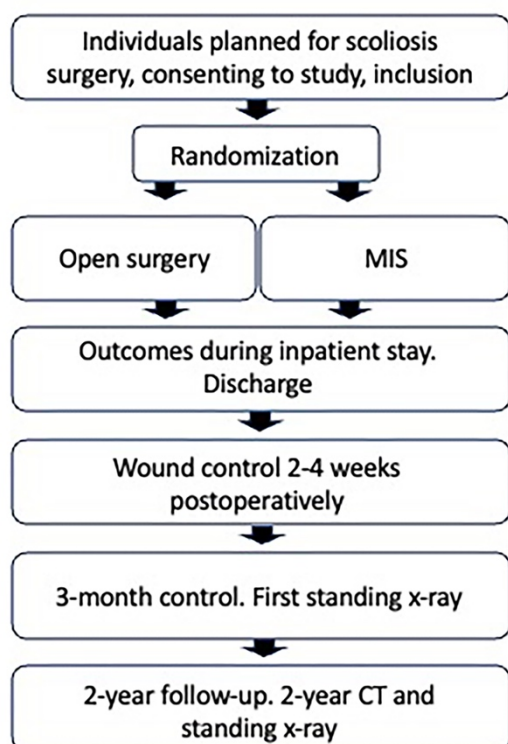 Individuals planned for scoliosis
surgery, consenting to study, inclusion
Randomization
Open surgery
MIS
Outcomes during inpatient stay.
Discharge
Wound control 2-4 weeks
postoperatively
3-month control. First standing x-ray
2-year follow-up. 2-year CT and
standing x-ray